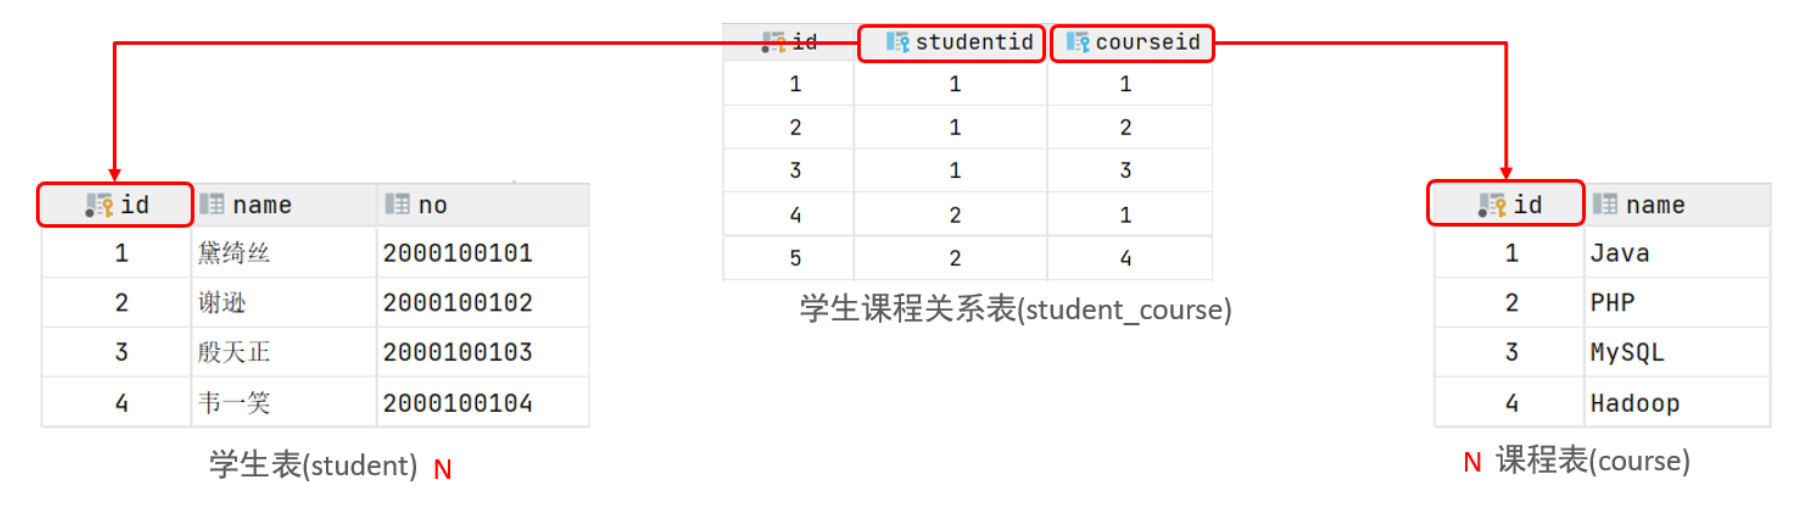 id studentid courseid
1 1 1
2 1 2
3 1 3
4 2 1
5 2 4
学生课程关系表(student_course)
id name no
1 黛绮丝 2000100101
2 谢逊 2000100102
3 殷天正 2000100103
4 韦一笑 2000100104
学生表(student) N
id name
1 Java
2 PHP
3 MySQL
4 Hadoop
N 课程表(course)